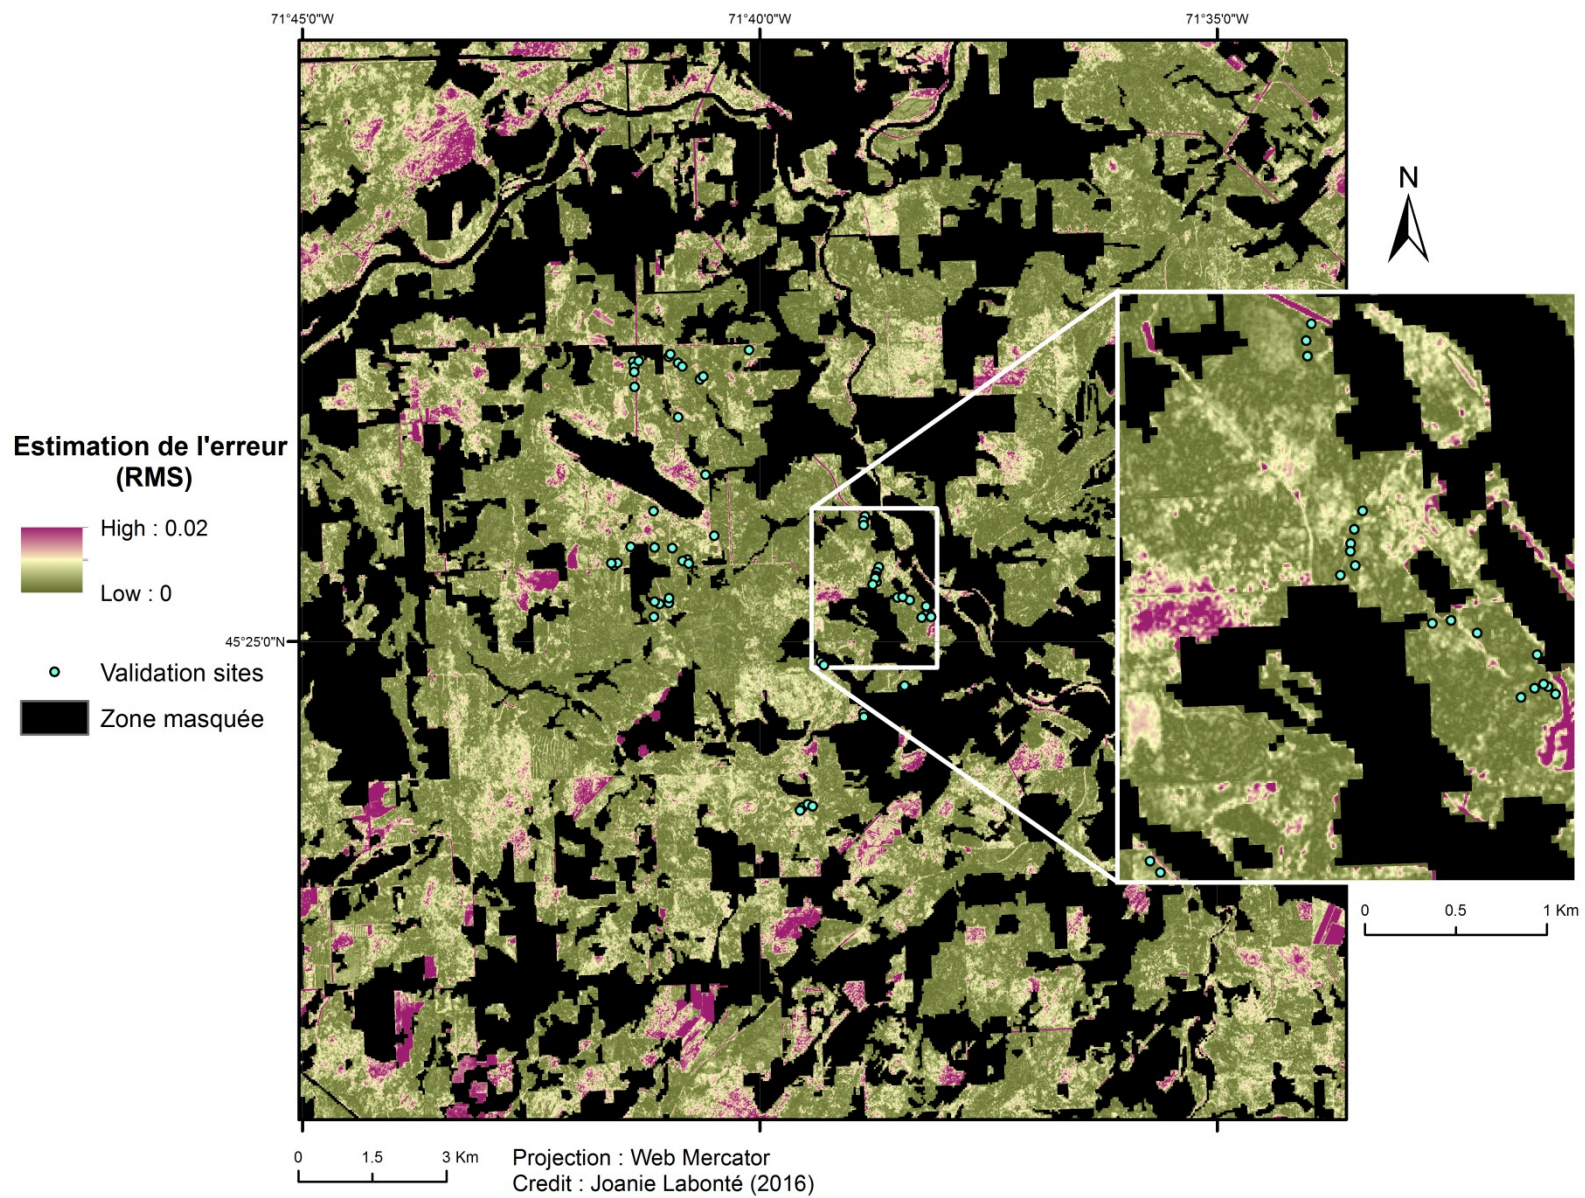 71°45'0"W
71°40'0"W
71°35'0"W
N
Estimation de l'erreur
(RMS)
High : 0.02
Low : 0
45°25'0"N
Validation sites
Zone masquée
0 0.5 1 Km
0 1.5 3 Km
Projection : Web Mercator
Credit : Joanie Labonté (2016)